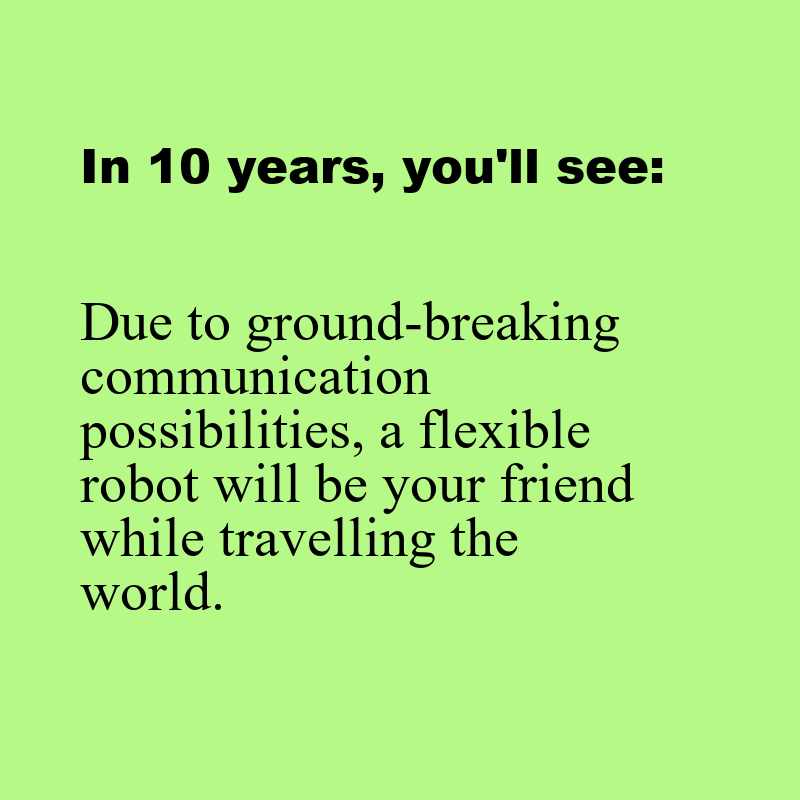 In 10 years, you'll see:
Due to ground-breaking
communication
possibilities, a flexible
robot will be your friend
while travelling the
world.